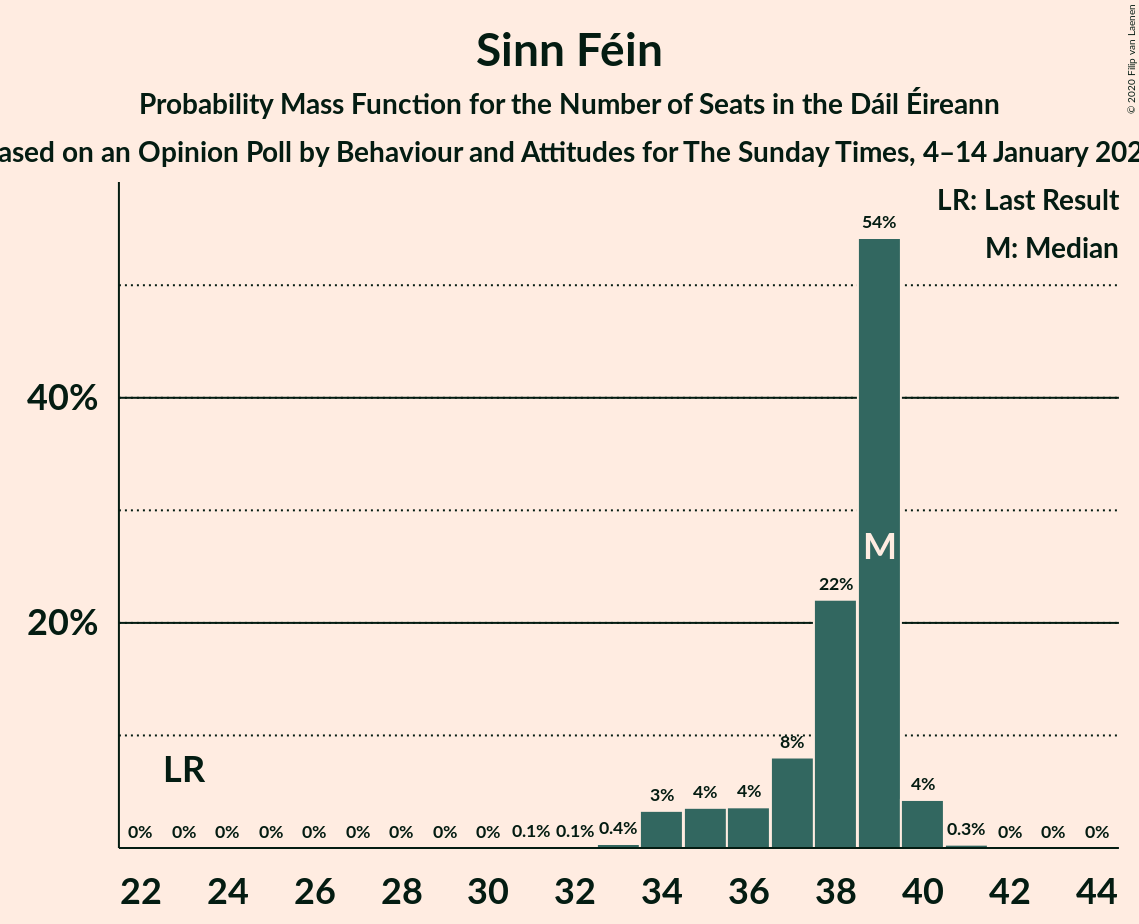 Sinn Féin
Probability Mass Function for the Number of Seats in the Dáil Éireann
ased on an Opinion Poll by Behaviour and Attitudes for The Sunday Times, 4–14 January 202
© 2020 Filip van Laenen
LR: Last Result
M: Median
54%
40%
M
22%
20%
8%
LR
0% 0% 0% 0% 0% 0% 0% 0% 0% 0.1% 0.1% 0.4% 3% 4% 4% 4% 0.3% 0% 0% 0%
22 24 26 28 30 32 34 36 38 40 42 44